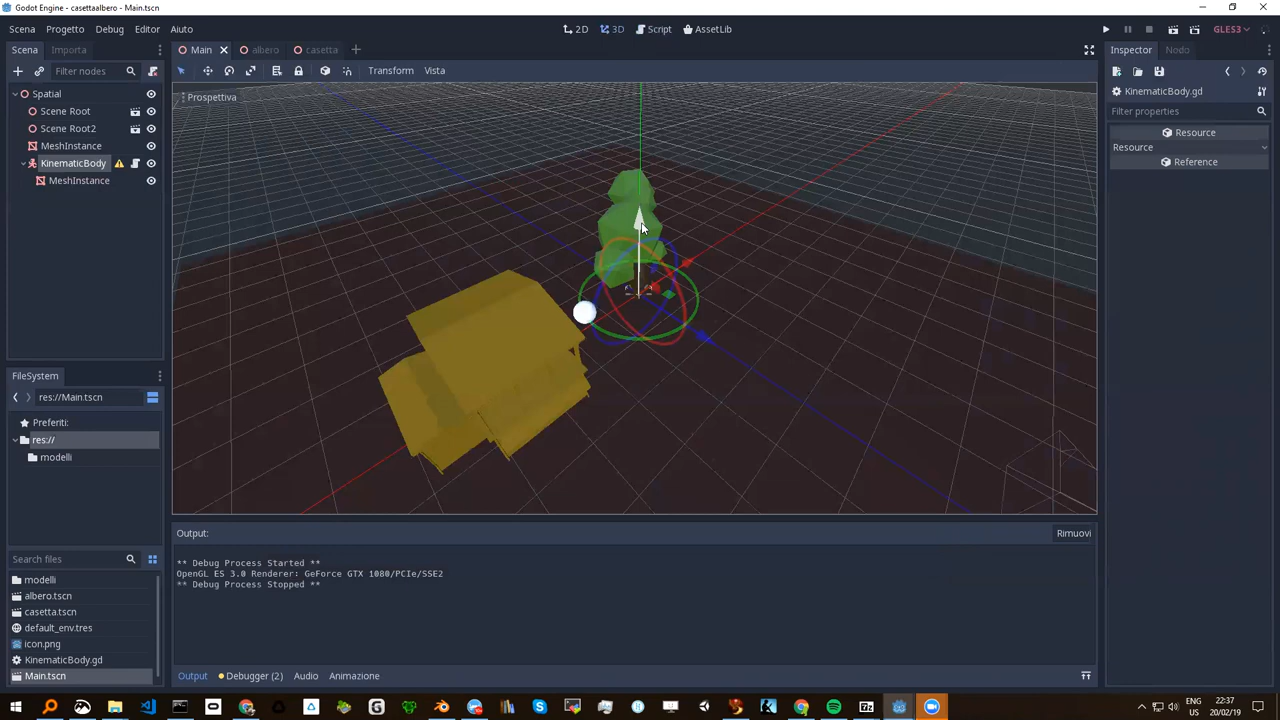 Godot Engine - casettaalbero - Main.tscn
Scena Progetto Debug Editor Aiuto
2D 3D Script AssetLib
GLES3
Scena Importa
Main albero casetta
Inspector Nodo
Filter nodes
Transform Vista
Prospettiva
KinematicBody.gd
Filter properties
Resource
Resource
Reference
Spatial
Scene Root
Scene Root2
MeshInstance
KinematicBody
MeshInstance
FileSystem
res://Main.tscn
Preferiti:
res://
modelli
Search files
modelli
albero.tscn
casetta.tscn
default_env.tres
icon.png
KinematicBody.gd
Main.tscn
Output:
Rimuovi
** Debug Process Started **
OpenGL ES 3.0 Renderer: GeForce GTX 1080/PCIe/SSE2
** Debug Process Stopped **
Output Debugger (2) Audio Animazione
ENG
US
22:37
20/02/19